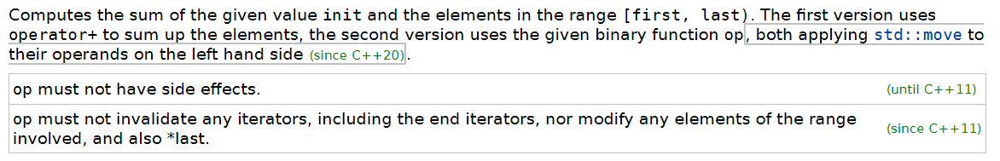 Computes the sum of the given value init and the elements in the range [first, last). The first version uses
operator+ to sum up the elements, the second version uses the given binary function op, both applying std::move to
their operands on the left hand side (since C++20).
op must not have side effects. (until C++11)
op must not invalidate any iterators, including the end iterators, nor modify any elements of the range
involved, and also *last. (since C++11)